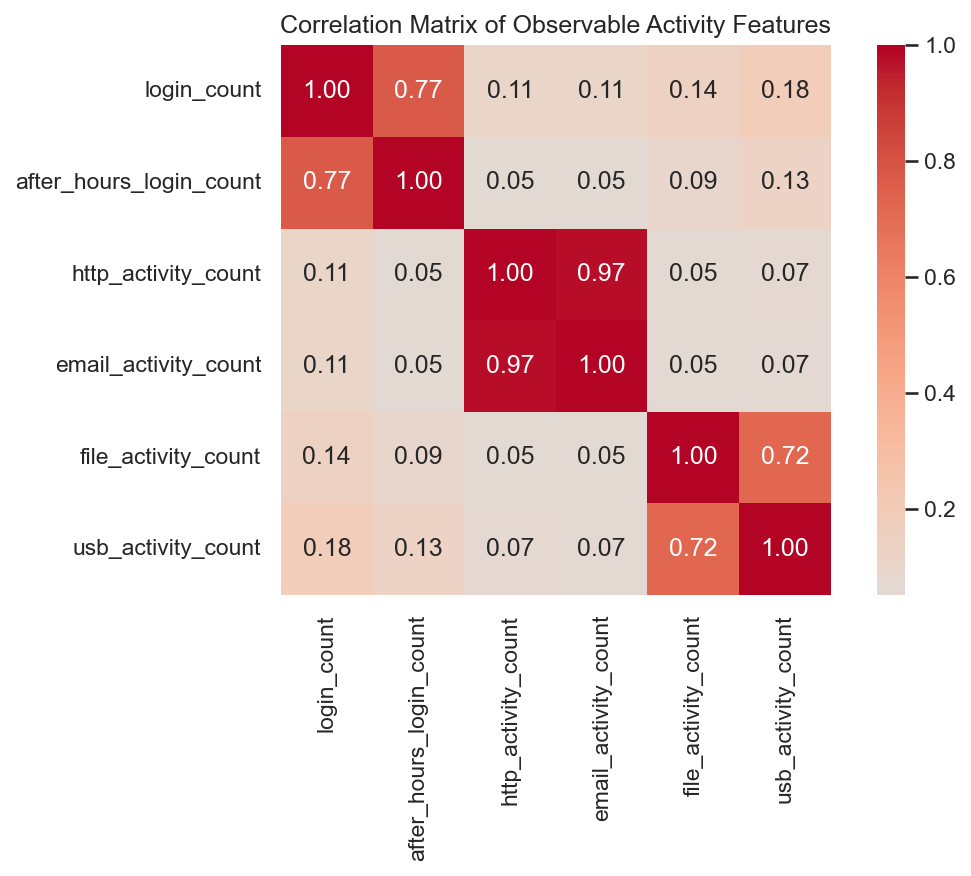 Correlation Matrix of Observable Activity Features
login_count 1.00 0.77 0.11 0.11 0.14 0.18
after_hours_login_count 0.77 1.00 0.05 0.05 0.09 0.13
http_activity_count 0.11 0.05 1.00 0.97 0.05 0.07
email_activity_count 0.11 0.05 0.97 1.00 0.05 0.07
file_activity_count 0.14 0.09 0.05 0.05 1.00 0.72
usb_activity_count 0.18 0.13 0.07 0.07 0.72 1.00
login_count
after_hours_login_count
http_activity_count
email_activity_count
file_activity_count
usb_activity_count
1.0
0.8
0.6
0.4
0.2